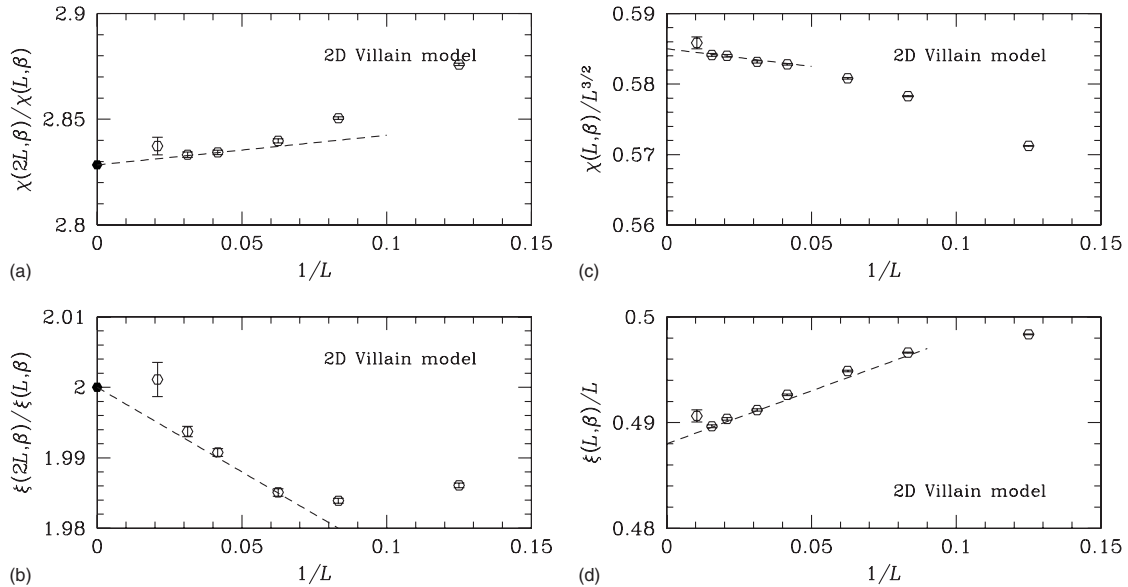 2.9
2.85
2.8
χ(2L,β)/χ(L,β)
2D Villain model
0
0.05
0.1
0.15
1/L
(a)
0.59
0.58
0.57
0.56
χ(L,β)/L^{3/2}
2D Villain model
0
0.05
0.1
0.15
1/L
(c)
2.01
2
1.99
1.98
ξ(2L,β)/ξ(L,β)
2D Villain model
0
0.05
0.1
0.15
1/L
(b)
0.5
0.49
0.48
ξ(L,β)/L
2D Villain model
0
0.05
0.1
0.15
1/L
(d)